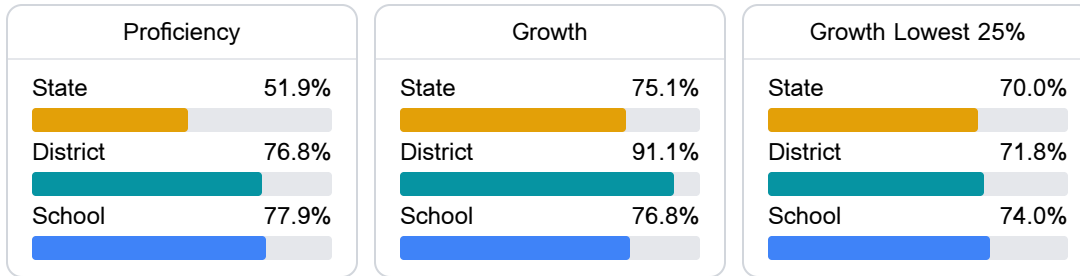 Proficiency
State 51.9%
District 76.8%
School 77.9%
Growth
State 75.1%
District 91.1%
School 76.8%
Growth Lowest 25%
State 70.0%
District 71.8%
School 74.0%